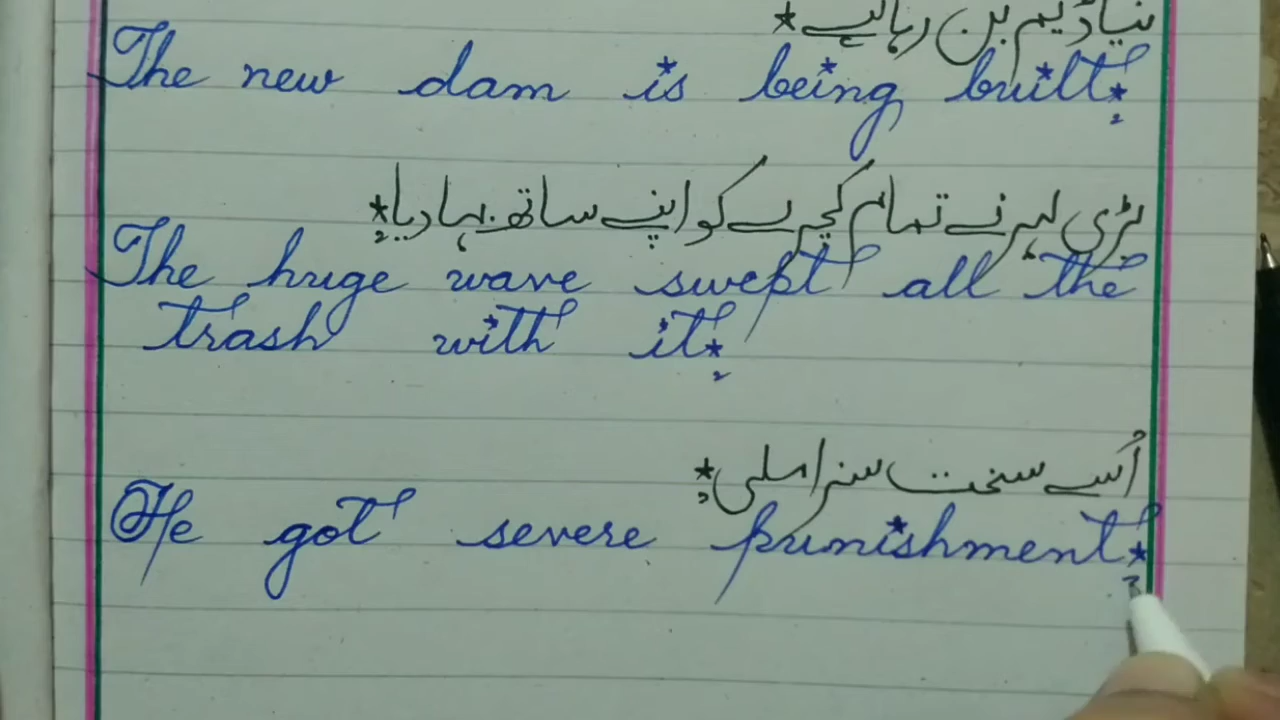 نیا ڈیم بن رہا ہے
The new dam is being built.
بڑی لہر نے تمام کچرے کو اپنے ساتھ بہا دیا
The huge wave swept all the
trash with it.
اُسے سخت سزا ملی
He got severe punishment.